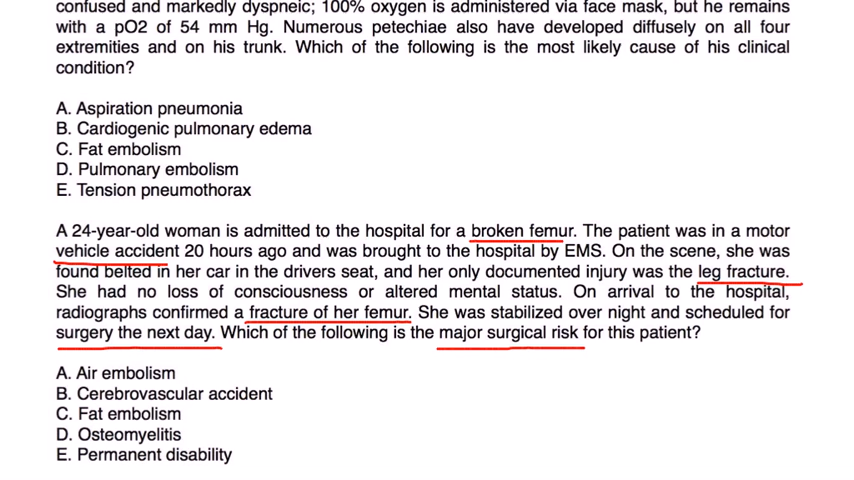 confused and markedly dyspneic; 100% oxygen is administered via face mask, but he remains
with a pO2 of 54 mm Hg. Numerous petechiae also have developed diffusely on all four
extremities and on his trunk. Which of the following is the most likely cause of his clinical
condition?
A. Aspiration pneumonia
B. Cardiogenic pulmonary edema
C. Fat embolism
D. Pulmonary embolism
E. Tension pneumothorax
A 24-year-old woman is admitted to the hospital for a broken femur. The patient was in a motor
vehicle accident 20 hours ago and was brought to the hospital by EMS. On the scene, she was
found belted in her car in the drivers seat, and her only documented injury was the leg fracture.
She had no loss of consciousness or altered mental status. On arrival to the hospital,
radiographs confirmed a fracture of her femur. She was stabilized over night and scheduled for
surgery the next day. Which of the following is the major surgical risk for this patient?
A. Air embolism
B. Cerebrovascular accident
C. Fat embolism
D. Osteomyelitis
E. Permanent disability